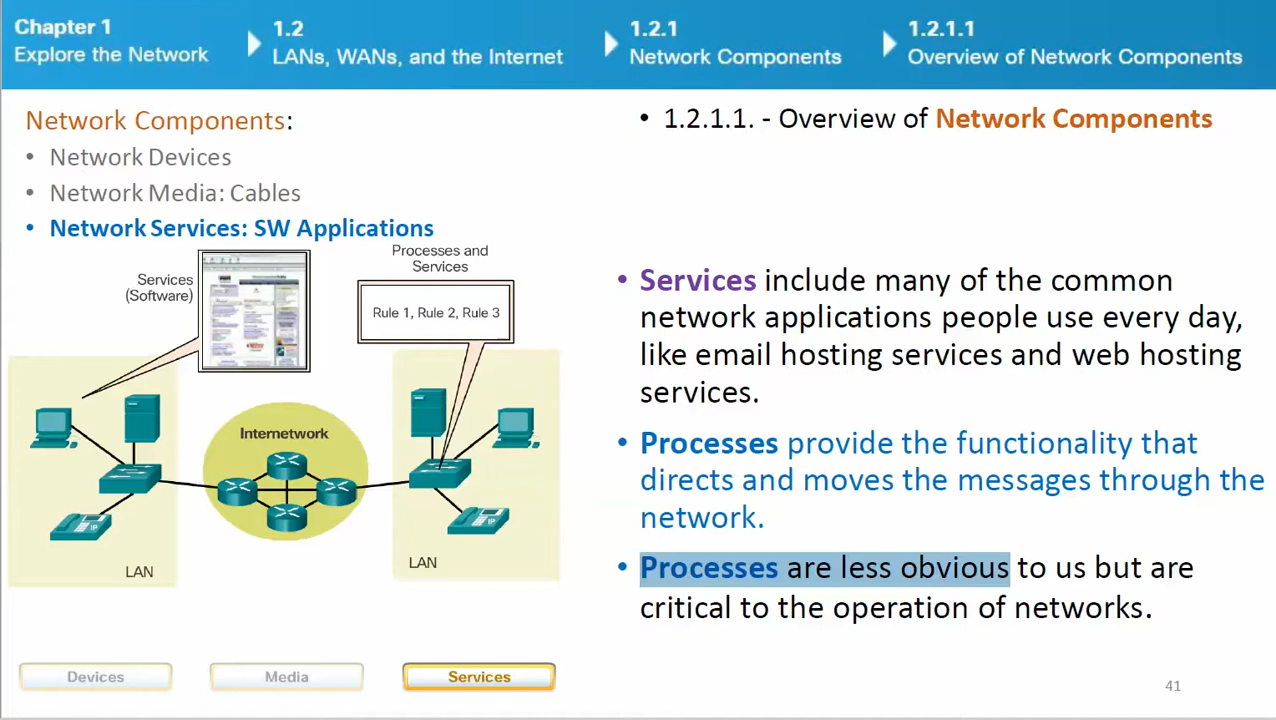 Chapter 1
Explore the Network
1.2
LANs, WANs, and the Internet
1.2.1
Network Components
1.2.1.1
Overview of Network Components
Network Components:
• Network Devices
• Network Media: Cables
• Network Services: SW Applications
Services
(Software)
Processes and
Services
Rule 1, Rule 2, Rule 3
Internetwork
IP
IP
LAN
LAN
Devices
Media
Services
• 1.2.1.1. - Overview of Network Components
• Services include many of the common
network applications people use every day,
like email hosting services and web hosting
services.
• Processes provide the functionality that
directs and moves the messages through the
network.
• Processes are less obvious to us but are
critical to the operation of networks.
41